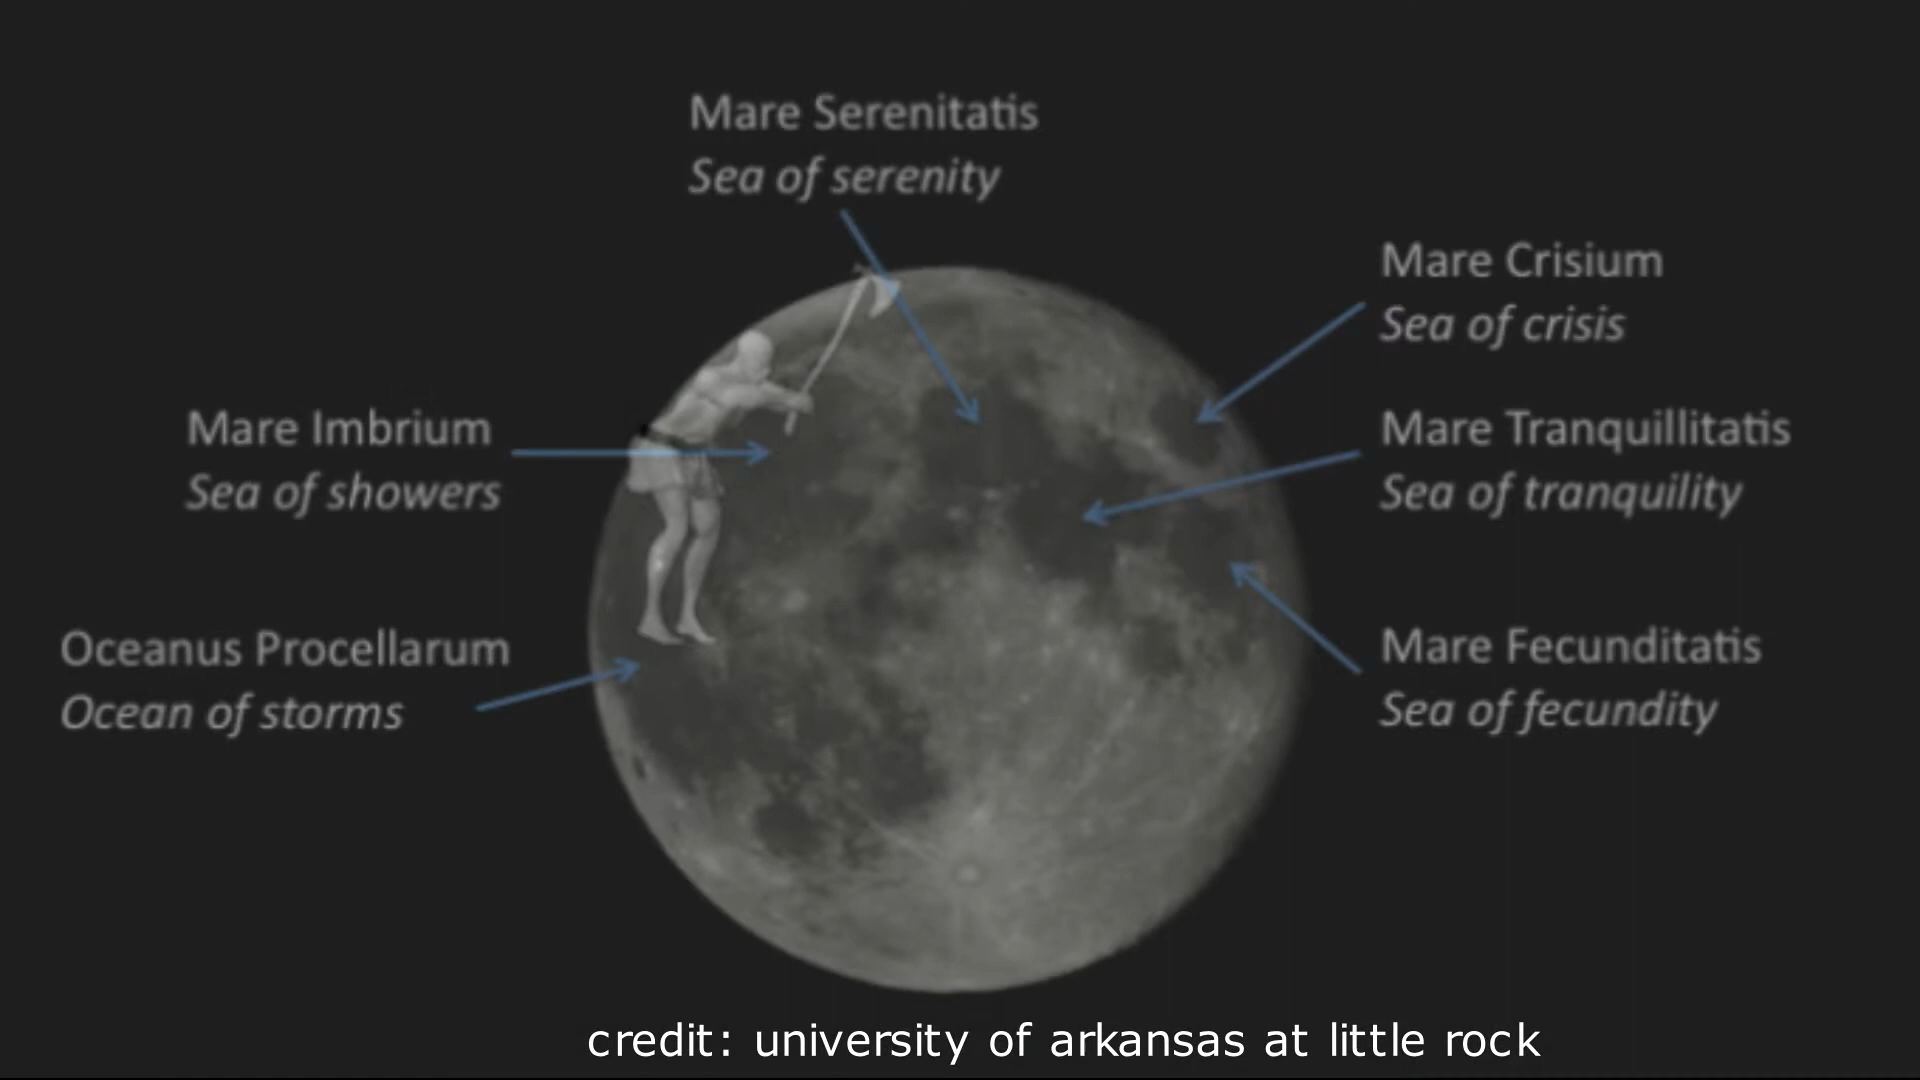 Mare Serenitatis
Sea of serenity
Mare Crisium
Sea of crisis
Mare Imbrium
Sea of showers
Mare Tranquillitatis
Sea of tranquility
Oceanus Procellarum
Ocean of storms
Mare Fecunditatis
Sea of fecundity
credit: university of arkansas at little rock